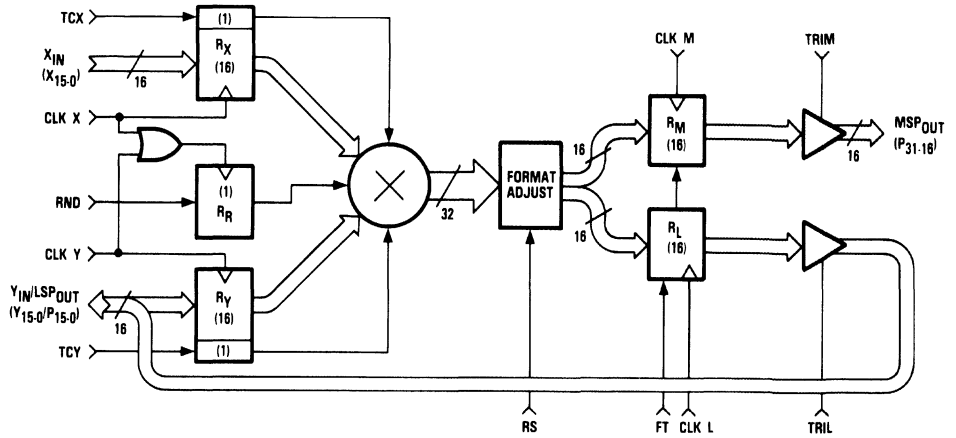 TCX
(1)
XIN
(X15-0)
16
RX
(16)
CLK X
(1)
RR
RND
CLK Y
YIN/LSPOUT
(Y15-0/P15-0)
16
RY
(16)
TCY
(1)
32
FORMAT
ADJUST
RS
16
16
CLK M
RM
(16)
RL
(16)
FT
CLK L
TRIM
MSPOUT
(P31-16)
16
TRIL